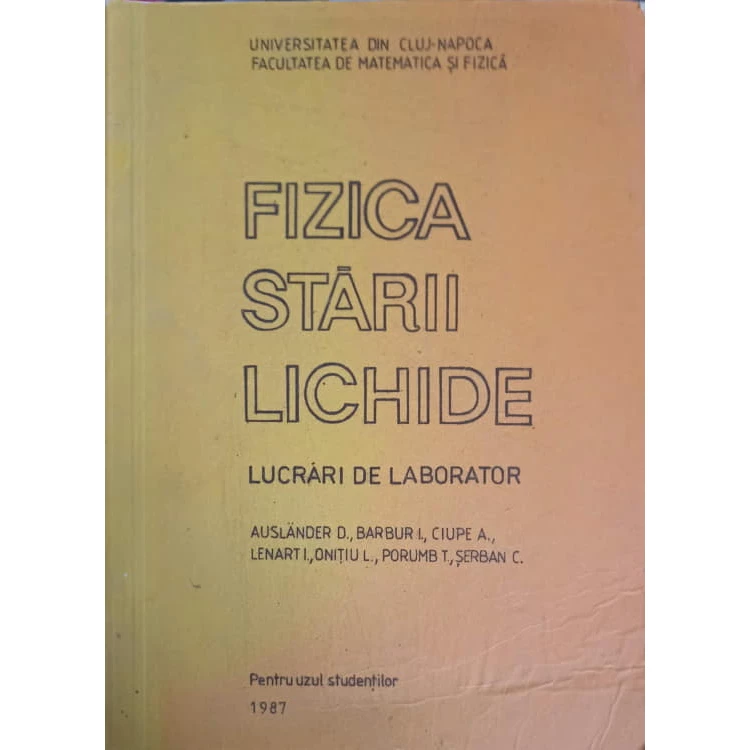 UNIVERSITATEA DIN CLUJ-NAPOCA
FACULTATEA DE MATEMATICA ȘI FIZICĂ
FIZICA
STĂRII
LICHIDE
LUCRĂRI DE LABORATOR
AUSLÄNDER D., BARBUR I., CIUPE A.,
LENART I., ONIȚIU L., PORUMB T., ȘERBAN C.
Pentru uzul studenților
1987